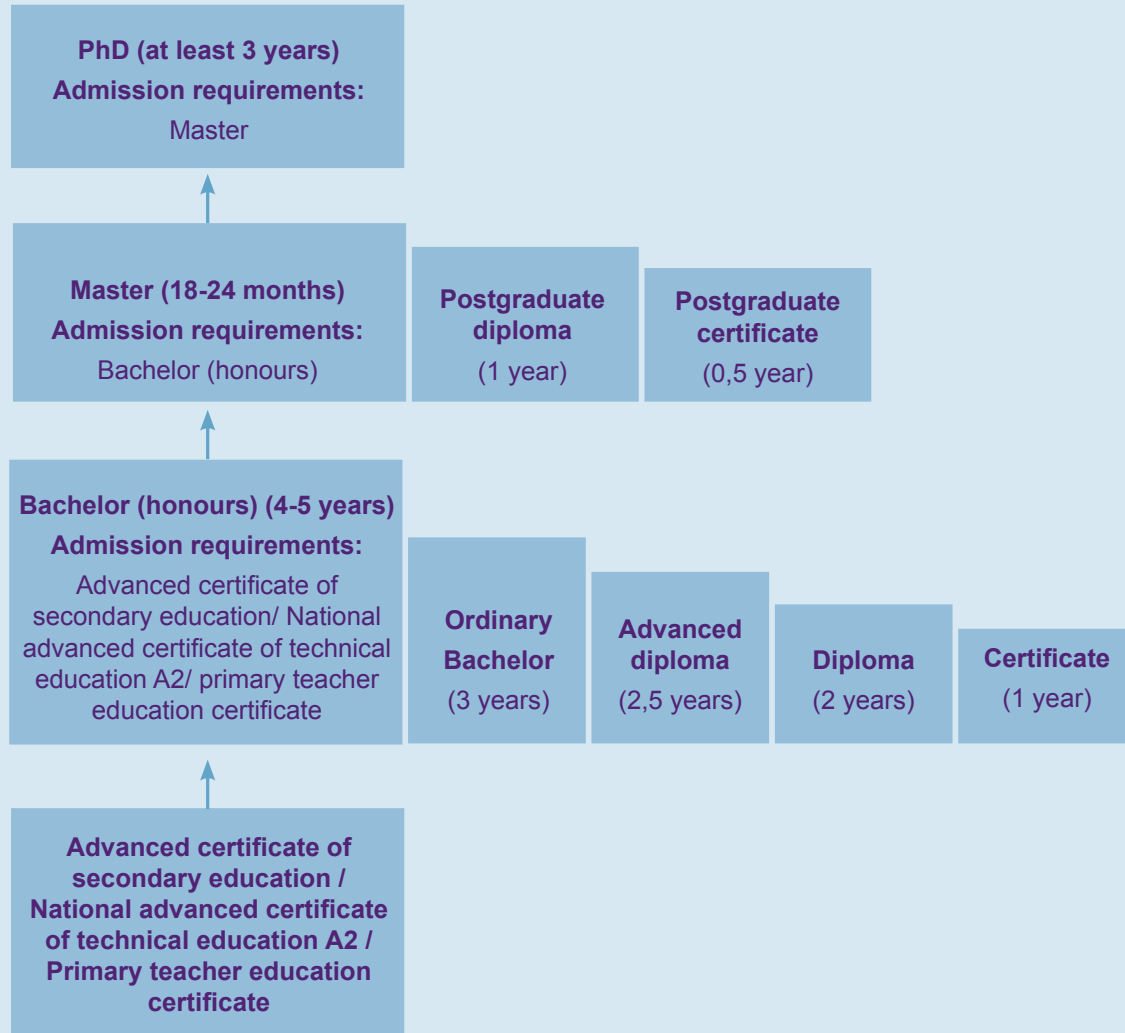 PhD (at least 3 years)
Admission requirements:
Master
Master (18-24 months)
Admission requirements:
Bachelor (honours)
Postgraduate
diploma
(1 year)
Postgraduate
certificate
(0,5 year)
Bachelor (honours) (4-5 years)
Admission requirements:
Advanced certificate of
secondary education/ National
advanced certificate of technical
education A2/ primary teacher
education certificate
Ordinary
Bachelor
(3 years)
Advanced
diploma
(2,5 years)
Diploma
(2 years)
Certificate
(1 year)
Advanced certificate of
secondary education /
National advanced certificate
of technical education A2 /
Primary teacher education
certificate